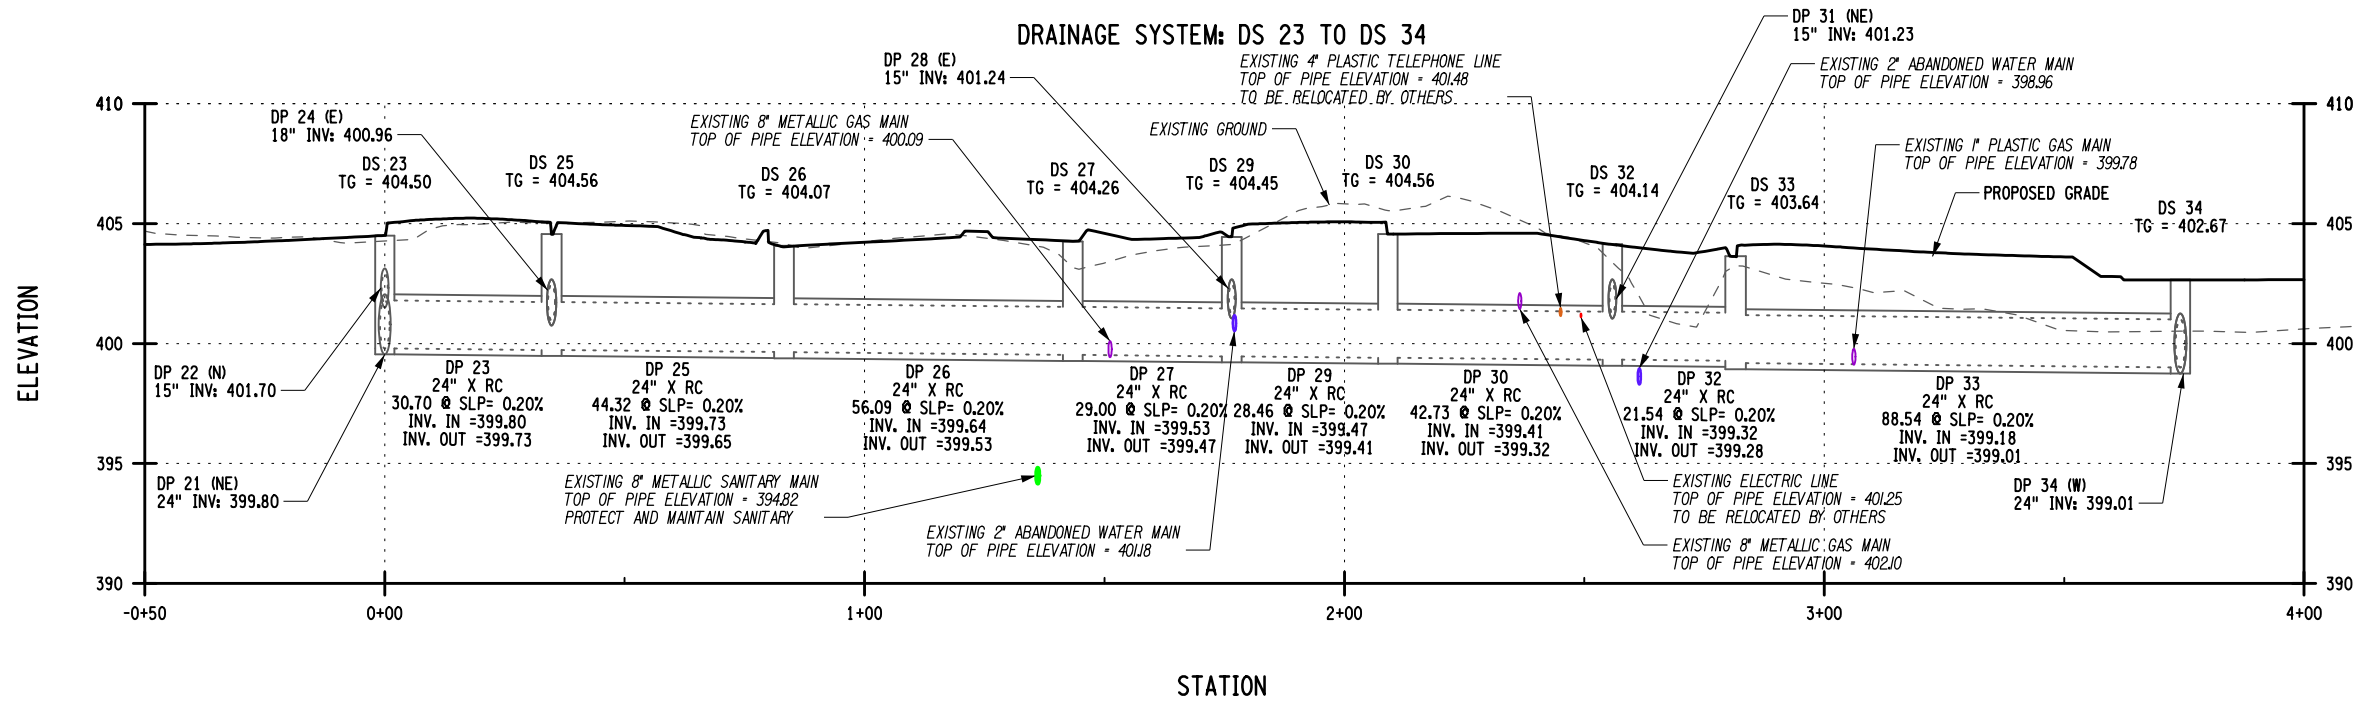 DRAINAGE SYSTEM: DS 23 TO DS 34
DP 31 (NE)
15" INV: 401.23
DP 28 (E)
15" INV: 401.24
EXISTING 4" PLASTIC TELEPHONE LINE
TOP OF PIPE ELEVATION = 401.48
TO BE RELOCATED BY OTHERS
EXISTING 2" ABANDONED WATER MAIN
TOP OF PIPE ELEVATION = 398.96
410
410
DP 24 (E)
18" INV: 400.96
EXISTING 8" METALLIC GAS MAIN
TOP OF PIPE ELEVATION = 400.09
EXISTING GROUND
EXISTING 1" PLASTIC GAS MAIN
TOP OF PIPE ELEVATION = 399.78
DS 23
TG = 404.50
DS 25
TG = 404.56
DS 26
TG = 404.07
DS 27
TG = 404.26
DS 29
TG = 404.45
DS 30
TG = 404.56
DS 32
TG = 404.14
DS 33
TG = 403.64
PROPOSED GRADE
DS 34
TG = 402.67
405
405
ELEVATION
400
400
DP 22 (N)
15" INV: 401.70
DP 23
24" X RC
30.70 @ SLP= 0.20%
INV. IN =399.80
INV. OUT =399.73
DP 25
24" X RC
44.32 @ SLP= 0.20%
INV. IN =399.73
INV. OUT =399.65
DP 26
24" X RC
56.09 @ SLP= 0.20%
INV. IN =399.64
INV. OUT =399.53
DP 27
24" X RC
29.00 @ SLP= 0.20%
INV. IN =399.53
INV. OUT =399.47
DP 29
24" X RC
28.46 @ SLP= 0.20%
INV. IN =399.47
INV. OUT =399.41
DP 30
24" X RC
42.73 @ SLP= 0.20%
INV. IN =399.41
INV. OUT =399.32
DP 32
24" X RC
21.54 @ SLP= 0.20%
INV. IN =399.32
INV. OUT =399.28
DP 33
24" X RC
88.54 @ SLP= 0.20%
INV. IN =399.18
INV. OUT =399.01
395
395
DP 21 (NE)
24" INV: 399.80
EXISTING 8" METALLIC SANITARY MAIN
TOP OF PIPE ELEVATION = 394.82
PROTECT AND MAINTAIN SANITARY
EXISTING 2" ABANDONED WATER MAIN
TOP OF PIPE ELEVATION = 401.18
EXISTING ELECTRIC LINE
TOP OF PIPE ELEVATION = 401.25
TO BE RELOCATED BY OTHERS
EXISTING 8" METALLIC GAS MAIN
TOP OF PIPE ELEVATION = 402.10
DP 34 (W)
24" INV: 399.01
390
390
-0+50
0+00
1+00
2+00
3+00
4+00
STATION